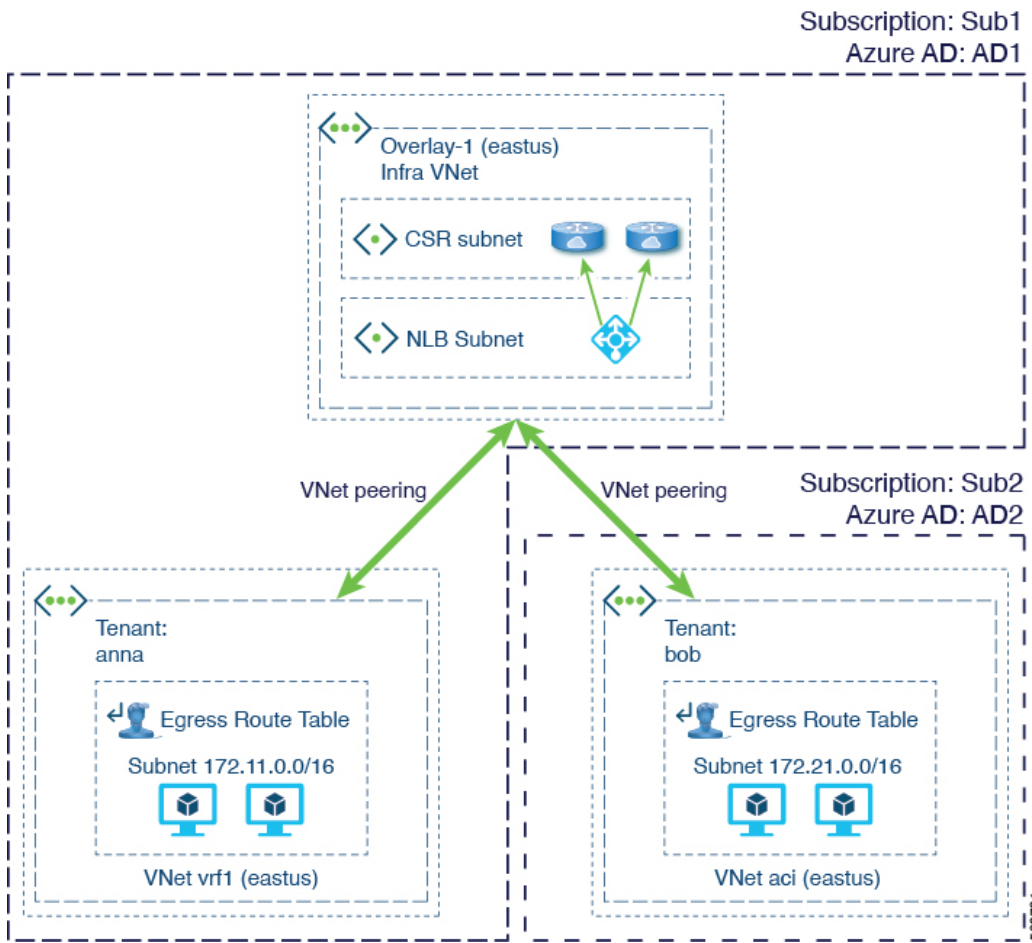 Subscription: Sub1
Azure AD: AD1
Overlay-1 (eastus)
Infra VNet
CSR subnet
NLB Subnet
VNet peering
VNet peering
Subscription: Sub2
Azure AD: AD2
Tenant:
anna
Egress Route Table
Subnet 172.11.0.0/16
VNet vrf1 (eastus)
Tenant:
bob
Egress Route Table
Subnet 172.21.0.0/16
VNet aci (eastus)